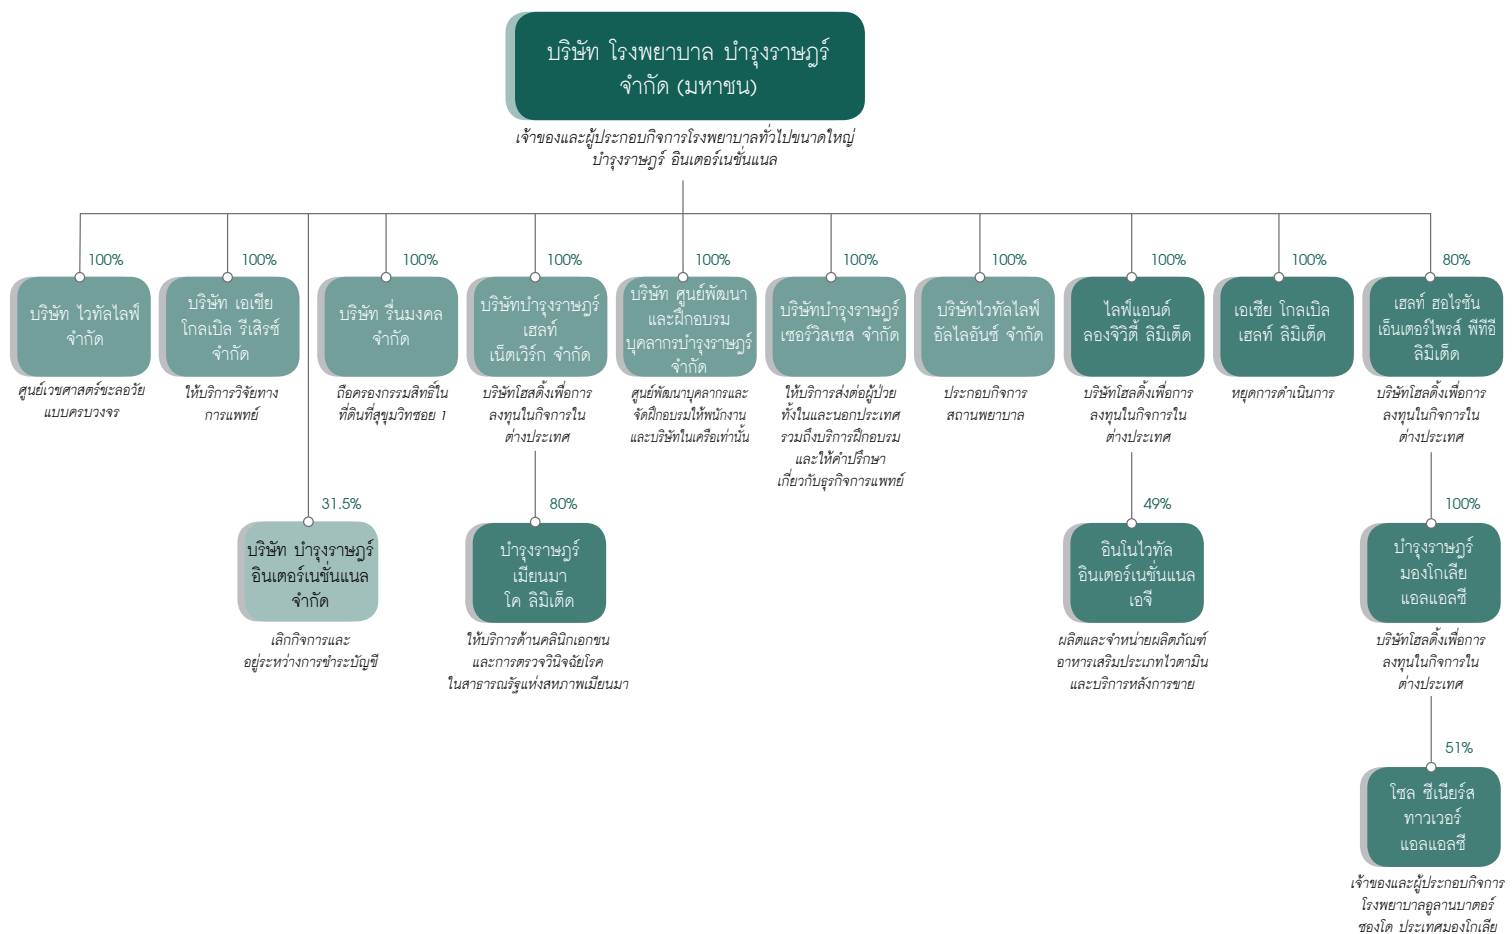 บริษัท โรงพยาบาล บำรุงราษฎร์
จำกัด (มหาชน)
เจ้าของและผู้ประกอบกิจการโรงพยาบาลทั่วไปขนาดใหญ่
บำรุงราษฎร์ อินเตอร์เนชั่นแนล
100%
บริษัท ไวทัลไลฟ์
จำกัด
ศูนย์เวชศาสตร์ชะลอวัย
แบบครบวงจร
100%
บริษัท เอเชีย
โกลเบิล รีเสิร์ช
จำกัด
ให้บริการวิจัยทาง
การแพทย์
31.5%
บริษัท บำรุงราษฎร์
อินเตอร์เนชั่นแนล
จำกัด
เลิกกิจการและ
อยู่ระหว่างการชำระบัญชี
100%
บริษัท รื่นมงคล
จำกัด
ถือครองกรรมสิทธิ์ใน
ที่ดินที่สุขุมวิทซอย 1
100%
บริษัทบำรุงราษฎร์
เฮลท์
เน็ตเวิร์ก จำกัด
บริษัทโฮลดิ้งเพื่อการ
ลงทุนในกิจการใน
ต่างประเทศ
80%
บำรุงราษฎร์
เมียนมา
โค ลิมิเต็ด
ให้บริการด้านคลินิกเอกชน
และการตรวจวินิจฉัยโรค
ในสาธารณรัฐแห่งสหภาพเมียนมา
100%
บริษัท ศูนย์พัฒนา
และฝึกอบรม
บุคลากรบำรุงราษฎร์
จำกัด
ศูนย์พัฒนาบุคลากรและ
จัดฝึกอบรมให้พนักงาน
และบริษัทในเครือเท่านั้น
100%
บริษัทบำรุงราษฎร์
เซอร์วิสเซส จำกัด
ให้บริการส่งต่อผู้ป่วย
ทั้งในและนอกประเทศ
รวมถึงบริการฝึกอบรม
และให้คำปรึกษา
เกี่ยวกับธุรกิจการแพทย์
100%
บริษัทไวทัลไลฟ์
อัลไลอันซ์ จำกัด
ประกอบกิจการ
สถานพยาบาล
100%
ไลฟ์แอนด์
ลองจิวิตี้ ลิมิเต็ด
บริษัทโฮลดิ้งเพื่อการ
ลงทุนในกิจการใน
ต่างประเทศ
49%
อินโนไวทัล
อินเตอร์เนชั่นแนล
เอจี
ผลิตและจำหน่ายผลิตภัณฑ์
อาหารเสริมประเภทไวตามิน
และบริการหลังการขาย
100%
เอเชีย โกลเบิล
เฮลท์ ลิมิเต็ด
หยุดการดำเนินการ
80%
เฮลท์ ฮอไรซัน
เอ็นเตอร์ไพรส์ พีทีอี
ลิมิเต็ด
บริษัทโฮลดิ้งเพื่อการ
ลงทุนในกิจการใน
ต่างประเทศ
100%
บำรุงราษฎร์
มองโกเลีย
แอลแอลซี
บริษัทโฮลดิ้งเพื่อการ
ลงทุนในกิจการใน
ต่างประเทศ
51%
โซล ซีเนียร์ส
ทาวเวอร์
แอลแอลซี
เจ้าของและผู้ประกอบกิจการ
โรงพยาบาลอูลานบาตอร์
ซองโด ประเทศมองโกเลีย